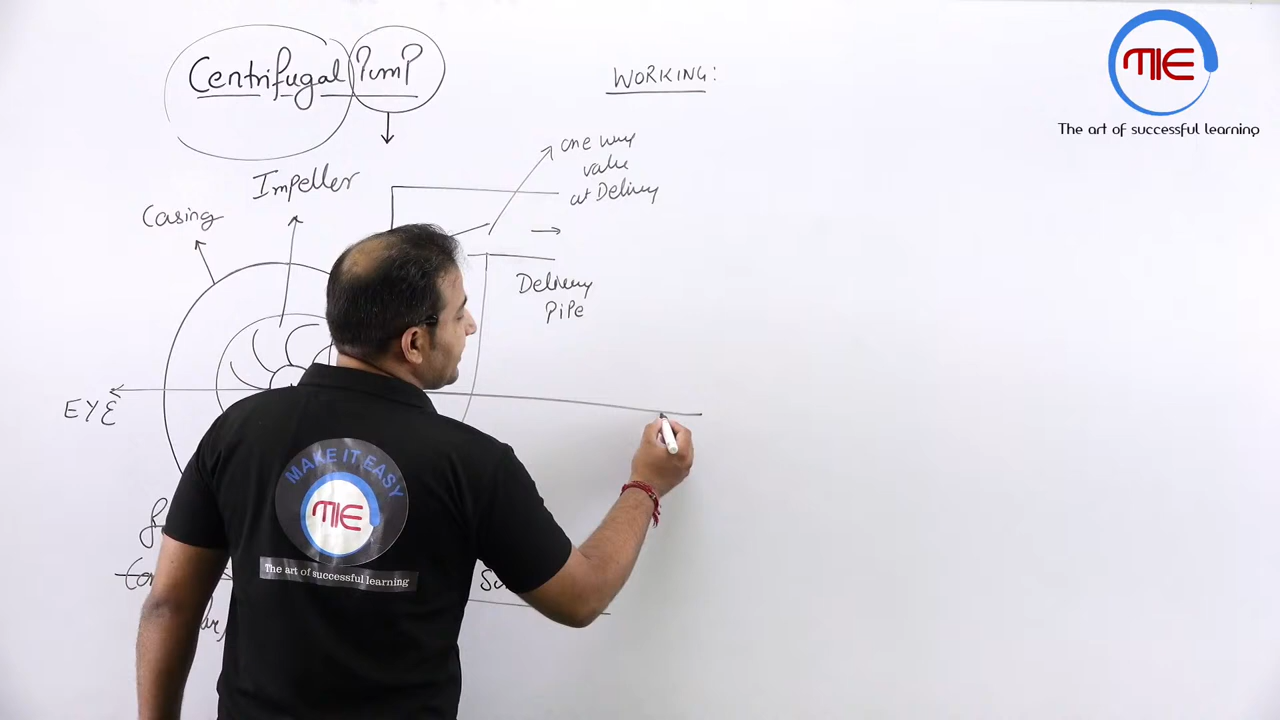 Centrifugal Pump
WORKING:
MIE
The art of successful learning
one way
valve
at Delivery
Impeller
Casing
Delivery
Pipe
EYE
MAKE IT EASY
MIE
The art of successful learning